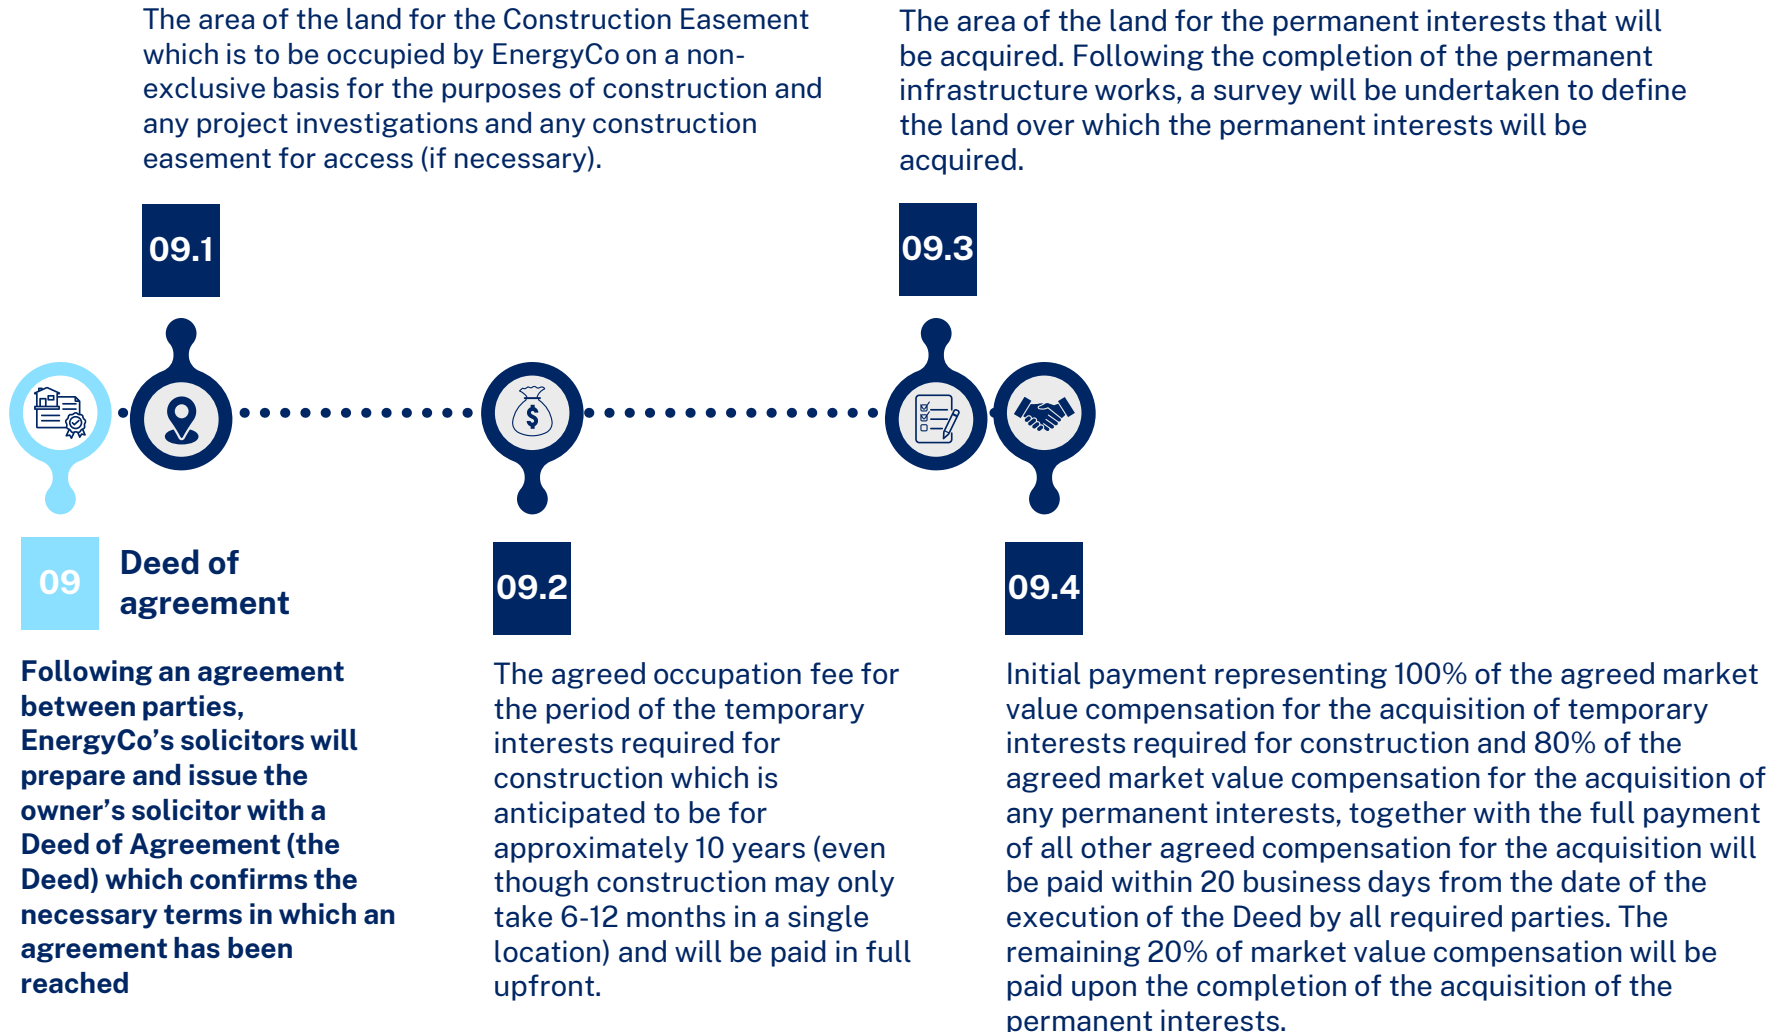 The area of the land for the Construction Easement
which is to be occupied by EnergyCo on a non-
exclusive basis for the purposes of construction and
any project investigations and any construction
easement for access (if necessary).
09.1
The area of the land for the permanent interests that will
be acquired. Following the completion of the permanent
infrastructure works, a survey will be undertaken to define
the land over which the permanent interests will be
acquired.
09.3
$
09
Deed of
agreement
Following an agreement
between parties,
EnergyCo’s solicitors will
prepare and issue the
owner’s solicitor with a
Deed of Agreement (the
Deed) which confirms the
necessary terms in which an
agreement has been
reached
09.2
The agreed occupation fee for
the period of the temporary
interests required for
construction which is
anticipated to be for
approximately 10 years (even
though construction may only
take 6-12 months in a single
location) and will be paid in full
upfront.
09.4
Initial payment representing 100% of the agreed market
value compensation for the acquisition of temporary
interests required for construction and 80% of the
agreed market value compensation for the acquisition of
any permanent interests, together with the full payment
of all other agreed compensation for the acquisition will
be paid within 20 business days from the date of the
execution of the Deed by all required parties. The
remaining 20% of market value compensation will be
paid upon the completion of the acquisition of the
permanent interests.